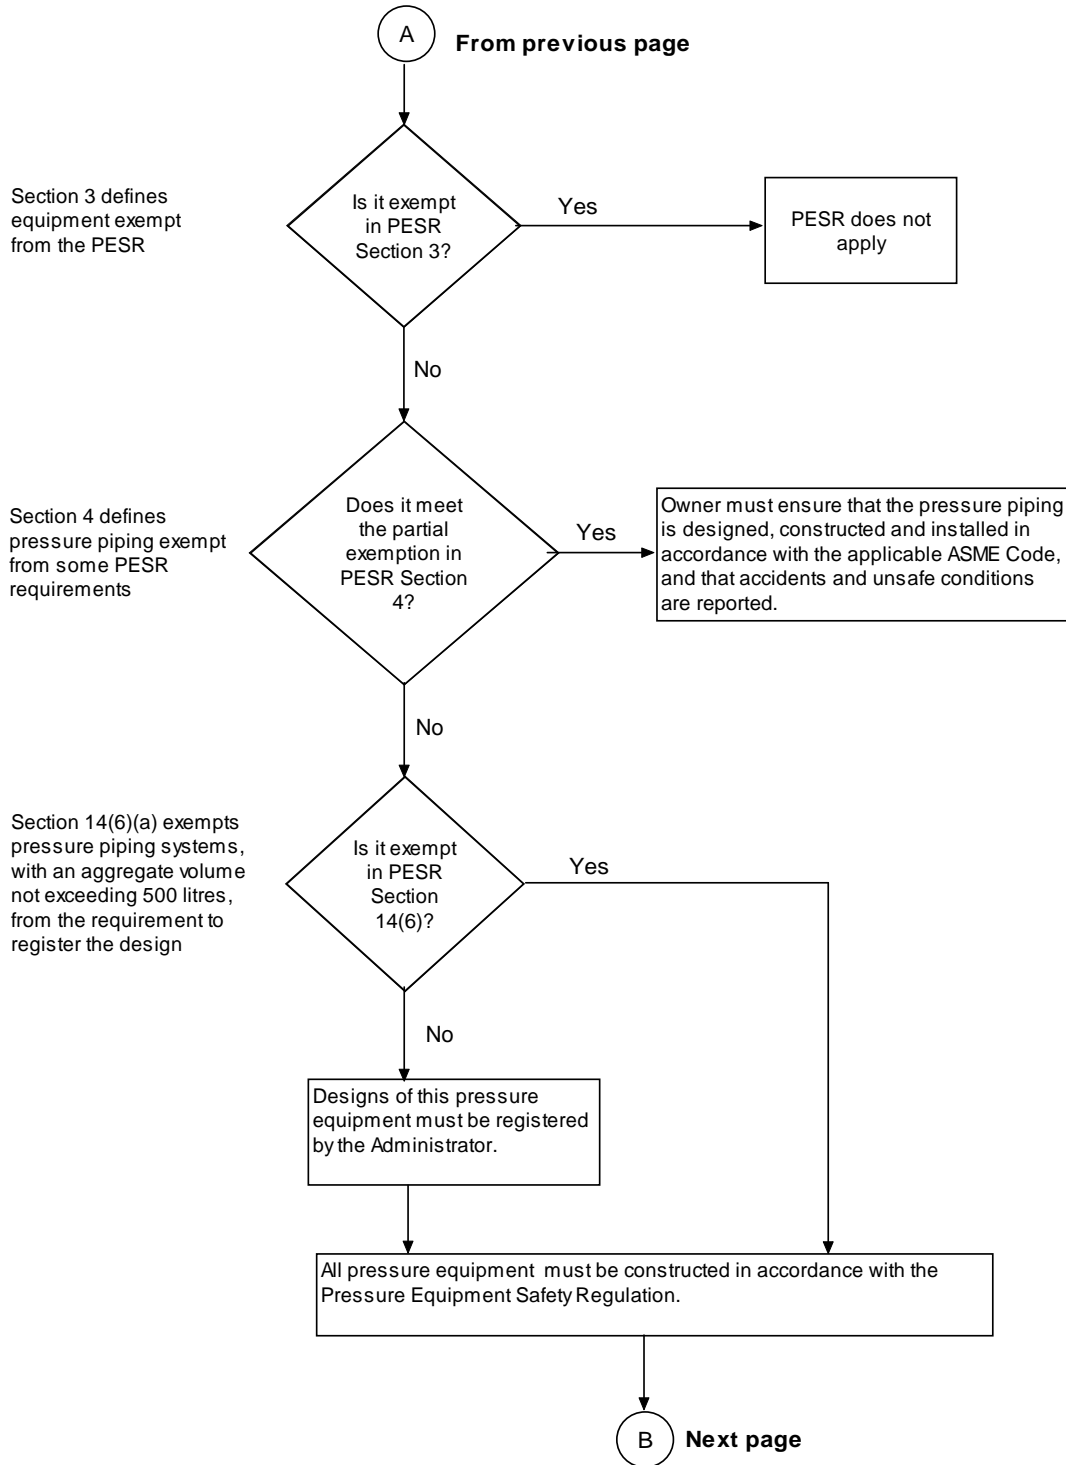 A
From previous page
Section 3 defines
equipment exempt
from the PESR
Is it exempt
in PESR
Section 3?
Yes
PESR does not
apply
No
Section 4 defines
pressure piping exempt
from some PESR
requirements
Does it meet
the partial
exemption in
PESR Section
4?
Yes
Owner must ensure that the pressure piping
is designed, constructed and installed in
accordance with the applicable ASME Code,
and that accidents and unsafe conditions
are reported.
No
Section 14(6)(a) exempts
pressure piping systems,
with an aggregate volume
not exceeding 500 litres,
from the requirement to
register the design
Is it exempt
in PESR
Section
14(6)?
Yes
No
Designs of this pressure
equipment must be registered
by the Administrator.
All pressure equipment must be constructed in accordance with the
Pressure Equipment Safety Regulation.
B
Next page